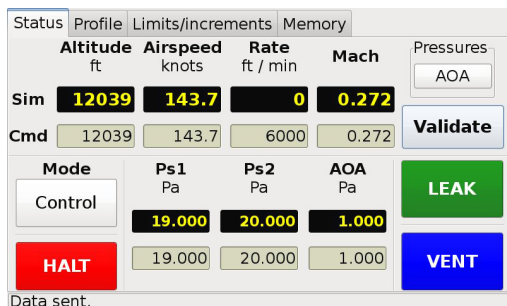 Status Profile Limits/increments Memory
Altitude Airspeed Rate Mach Pressures
ft knots ft / min
AOA
Sim 12039 143.7 0 0.272
Validate
Cmd 12039 143.7 6000 0.272
Mode Ps1 Ps2 AOA
Pa Pa Pa
LEAK
Control
19.000 20.000 1.000
HALT 19.000 20.000 1.000 VENT
Data sent.